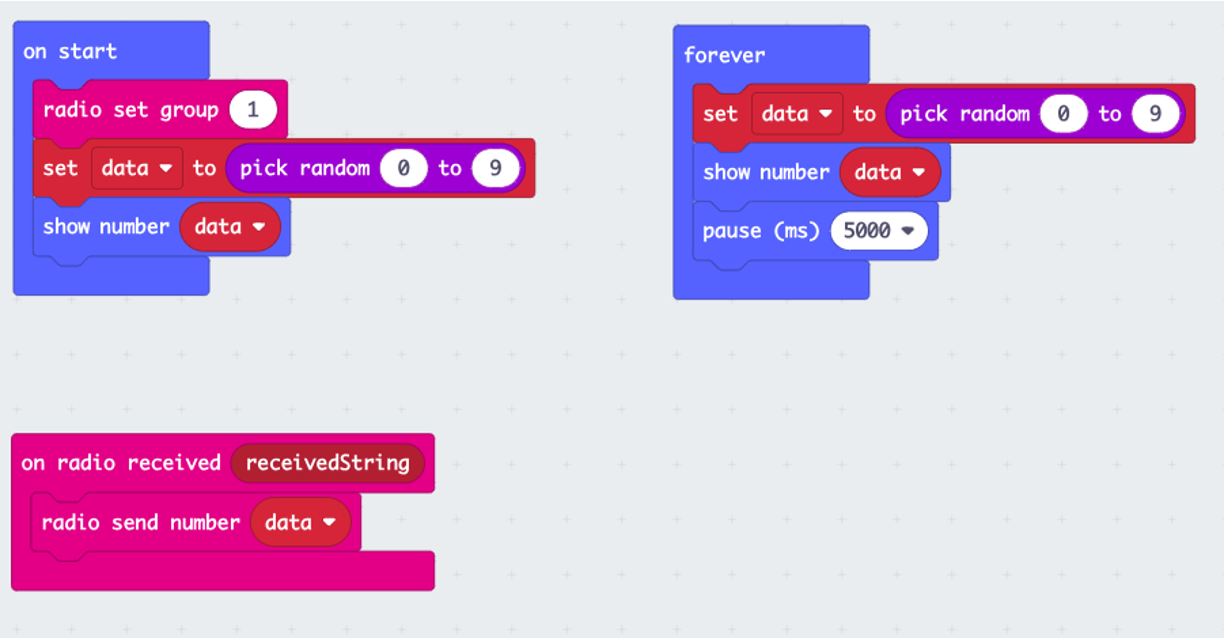 on start
radio set group 1
set data to pick random 0 to 9
show number data
forever
set data to pick random 0 to 9
show number data
pause (ms) 5000
on radio received receivedString
radio send number data